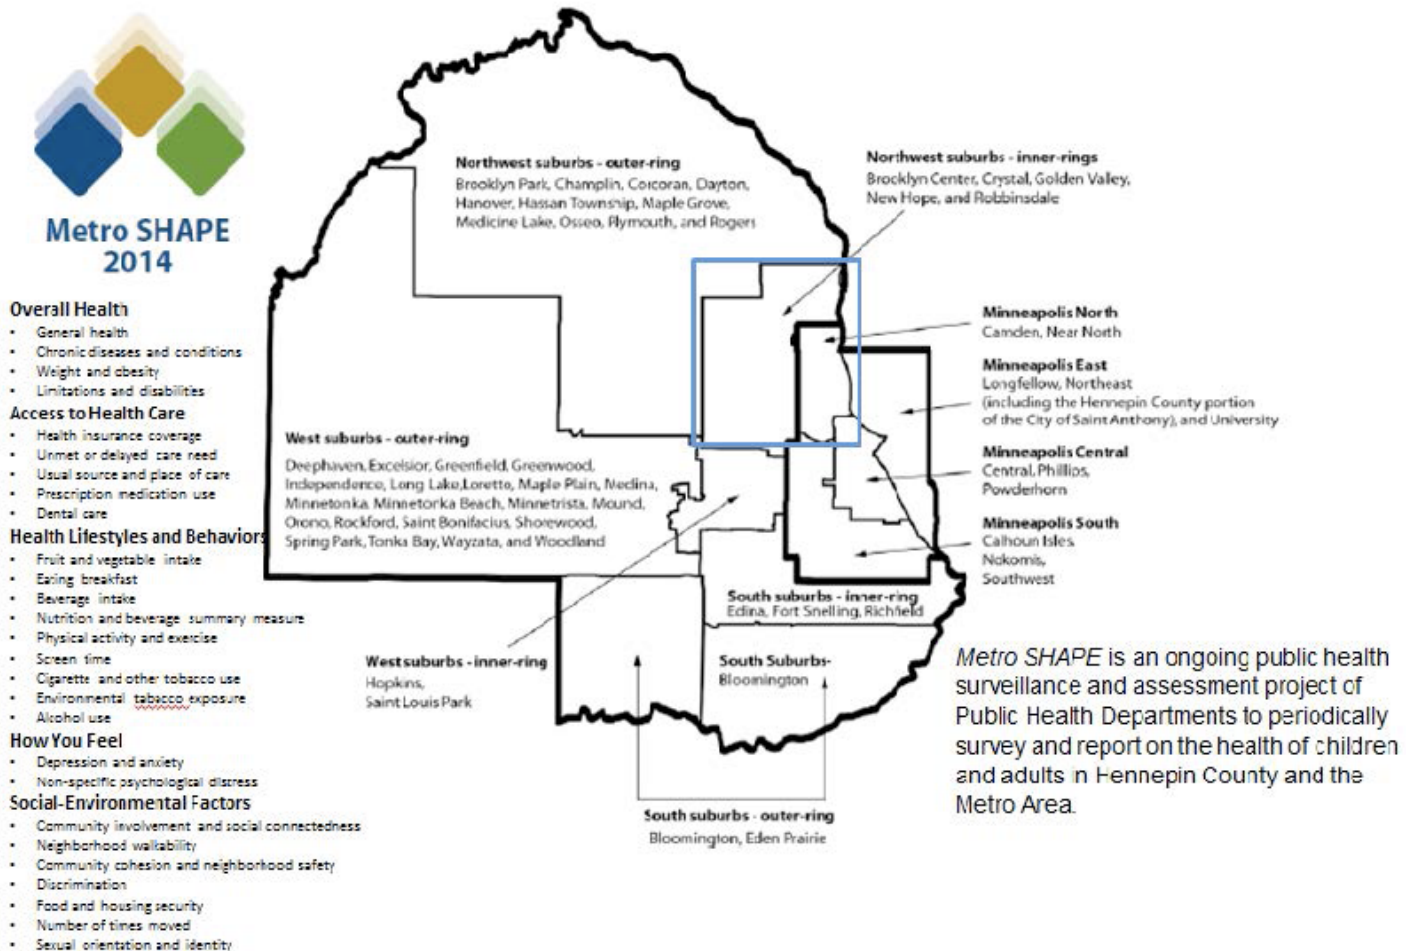 Metro SHAPE
2014
Overall Health
• General health
• Chronic diseases and conditions
• Weight and obesity
• Limitations and disabilities
Access to Health Care
• Health insurance coverage
• Unmet or delayed care need
• Usual source and place of care
• Prescription medication use
• Dental care
Health Lifestyles and Behaviors
• Fruit and vegetable intake
• Eating breakfast
• Beverage intake
• Nutrition and beverage summary measure
• Physical activity and exercise
• Screen time
• Cigarette and other tobacco use
• Environmental tabacco exposure
• Alcohol use
How You Feel
• Depression and anxiety
• Non-specific psychological distress
Social-Environmental Factors
• Community involvement and social connectedness
• Neighborhood walkability
• Community cohesion and neighborhood safety
• Discrimination
• Food and housing security
• Number of times moved
• Sexual orientation and identity
Northwest suburbs - outer-ring
Brooklyn Park, Champlin, Corcoran, Dayton,
Hanover, Hassan Township, Maple Grove,
Medicine Lake, Osseo, Plymouth, and Rogers
Northwest suburbs - inner-rings
Brooklyn Center, Crystal, Golden Valley,
New Hope, and Robbinsdale
Minneapolis North
Camden, Near North
Minneapolis East
Longfellow, Northeast
(including the Hennepin County portion
of the City of Saint Anthony), and University
Minneapolis Central
Central, Phillips,
Powderhorn
Minneapolis South
Calhoun Isles,
Nokomis,
Southwest
West suburbs - outer-ring
Deephaven, Excelsior, Greenfield, Greenwood,
Independence, Long Lake, Loretto, Maple Plain, Medina,
Minnetonka, Minnetonka Beach, Minnetrista, Mound,
Orono, Rockford, Saint Bonifacius, Shorewood,
Spring Park, Tonka Bay, Wayzata, and Woodland
South suburbs - inner-ring
Edina, Fort Snelling, Richfield
West suburbs - inner-ring
Hopkins,
Saint Louis Park
South Suburbs-
Bloomington
South suburbs - outer-ring
Bloomington, Eden Prairie
Metro SHAPE is an ongoing public health
surveillance and assessment project of
Public Health Departments to periodically
survey and report on the health of children
and adults in Hennepin County and the
Metro Area.